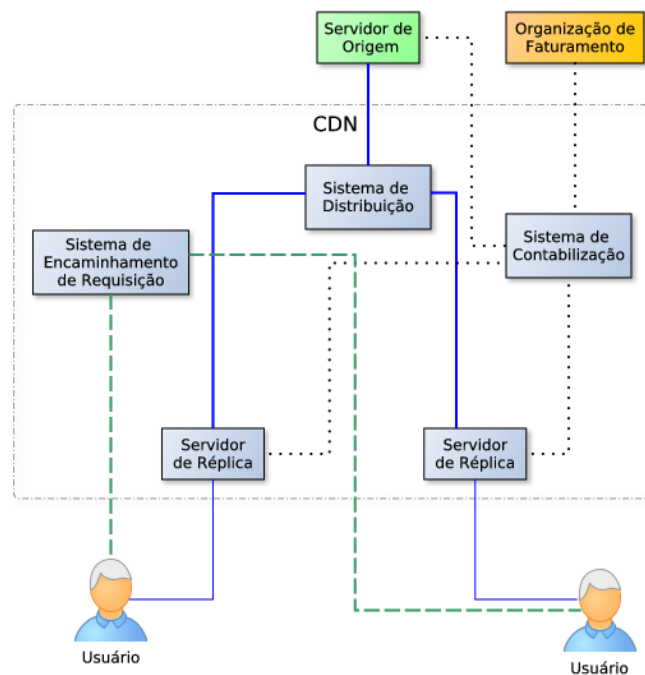 Servidor de
Origem
Organização de
Faturamento
CDN
Sistema de
Distribuição
Sistema de
Encaminhamento
de Requisição
Sistema de
Contabilização
Servidor
de Réplica
Servidor
de Réplica
Usuário
Usuário